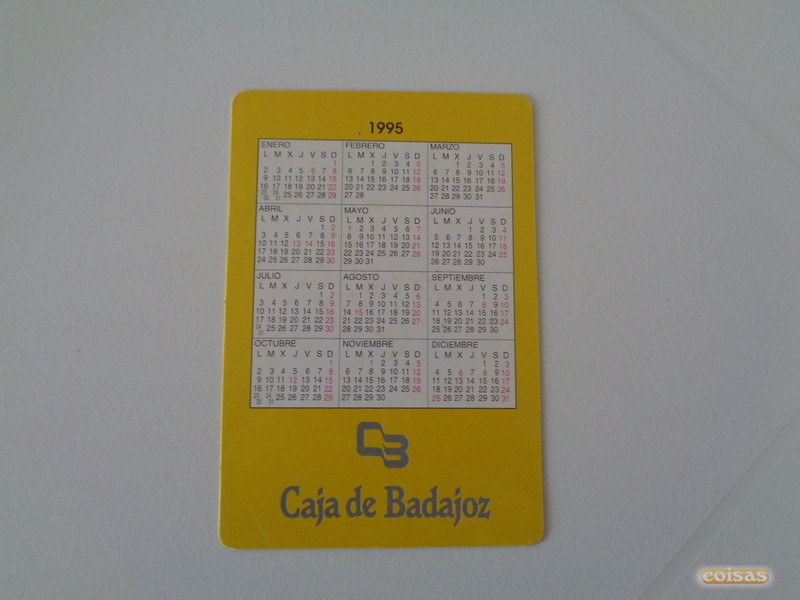 1995
ENERO
L M X J V S D
1
2 3 4 5 6 7 8
9 10 11 12 13 14 15
16 17 18 19 20 21 22
23 24 25 26 27 28 29
30 31
FEBRERO
L M X J V S D
1 2 3 4 5
6 7 8 9 10 11 12
13 14 15 16 17 18 19
20 21 22 23 24 25 26
27 28
MARZO
L M X J V S D
1 2 3 4 5
6 7 8 9 10 11 12
13 14 15 16 17 18 19
20 21 22 23 24 25 26
27 28 29 30 31
ABRIL
L M X J V S D
1 2
3 4 5 6 7 8 9
10 11 12 13 14 15 16
17 18 19 20 21 22 23
24 25 26 27 28 29 30
MAYO
L M X J V S D
1 2 3 4 5 6 7
8 9 10 11 12 13 14
15 16 17 18 19 20 21
22 23 24 25 26 27 28
29 30 31
JUNIO
L M X J V S D
1 2 3 4
5 6 7 8 9 10 11
12 13 14 15 16 17 18
19 20 21 22 23 24 25
26 27 28 29 30
JULIO
L M X J V S D
1 2
3 4 5 6 7 8 9
10 11 12 13 14 15 16
17 18 19 20 21 22 23
24 25 26 27 28 29 30
31
AGOSTO
L M X J V S D
1 2 3 4 5 6
7 8 9 10 11 12 13
14 15 16 17 18 19 20
21 22 23 24 25 26 27
28 29 30 31
SEPTIEMBRE
L M X J V S D
1 2 3
4 5 6 7 8 9 10
11 12 13 14 15 16 17
18 19 20 21 22 23 24
25 26 27 28 29 30
OCTUBRE
L M X J V S D
1
2 3 4 5 6 7 8
9 10 11 12 13 14 15
16 17 18 19 20 21 22
23 24 25 26 27 28 29
30 31
NOVIEMBRE
L M X J V S D
1 2 3 4 5
6 7 8 9 10 11 12
13 14 15 16 17 18 19
20 21 22 23 24 25 26
27 28 29 30
DICIEMBRE
L M X J V S D
1 2 3
4 5 6 7 8 9 10
11 12 13 14 15 16 17
18 19 20 21 22 23 24
25 26 27 28 29 30 31
CB
Caja de Badajoz
coisas